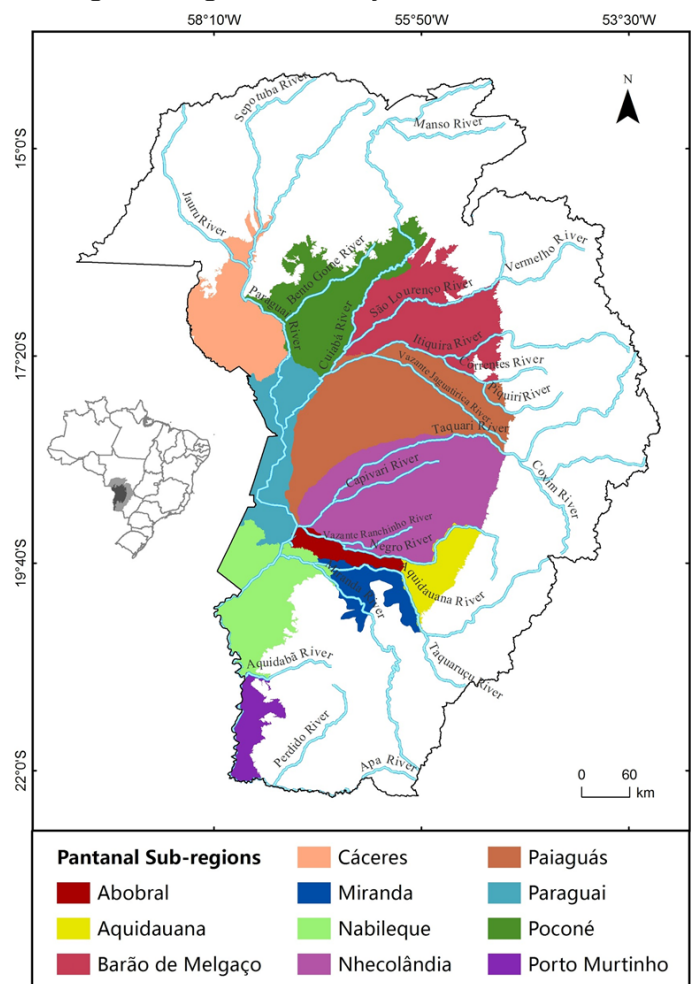 58°10'W
55°50'W
53°30'W
N
Sepotuba River
Manso River
15°0'S
Jauru River
Vermelho River
Bento Gome River
Paraguai River
São Lourenço River
Cuiabá River
Itiquira River
17°20'S
Correntes River
Vazante Jaguatirica River
Piquiri River
Taquari River
Capivari River
Coxim River
Vazante Ranchinho River
Negro River
19°40'S
Aquidauana River
River
Taquaruçu River
Aquidabã River
Perdido River
Apa River
22°0'S
0 60
km
Pantanal Sub-regions
Abobral
Aquidauana
Barão de Melgaço
Cáceres
Miranda
Nabileque
Nhecolândia
Paiaguás
Paraguai
Poconé
Porto Murtinho